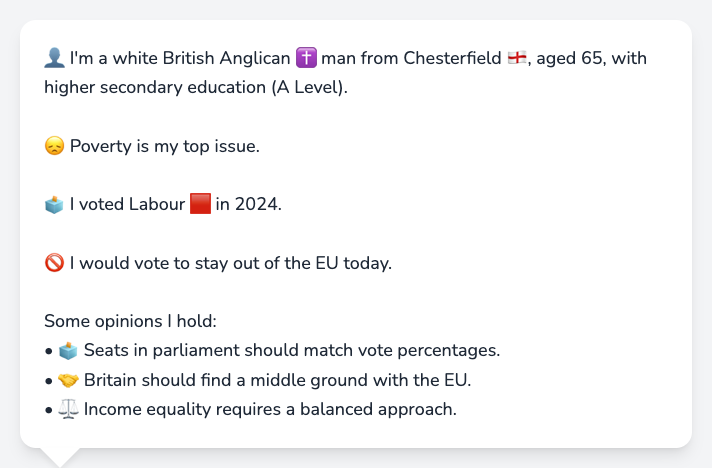 👤 I'm a white British Anglican ✝️ man from Chesterfield 🏴󠁧󠁢󠁥󠁮󠁧󠁿, aged 65, with
higher secondary education (A Level).
😞 Poverty is my top issue.
🗳️ I voted Labour 🟥 in 2024.
🚫 I would vote to stay out of the EU today.
Some opinions I hold:
• 🗳️ Seats in parliament should match vote percentages.
• 🤝 Britain should find a middle ground with the EU.
• ⚖️ Income equality requires a balanced approach.